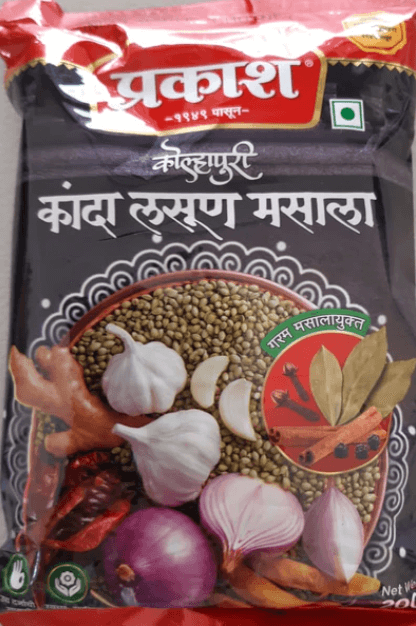 प्रकाश®
-१९४९ पासून-
कोल्हापुरी
कांदा लसूण मसाला
गरम मसालायुक्त